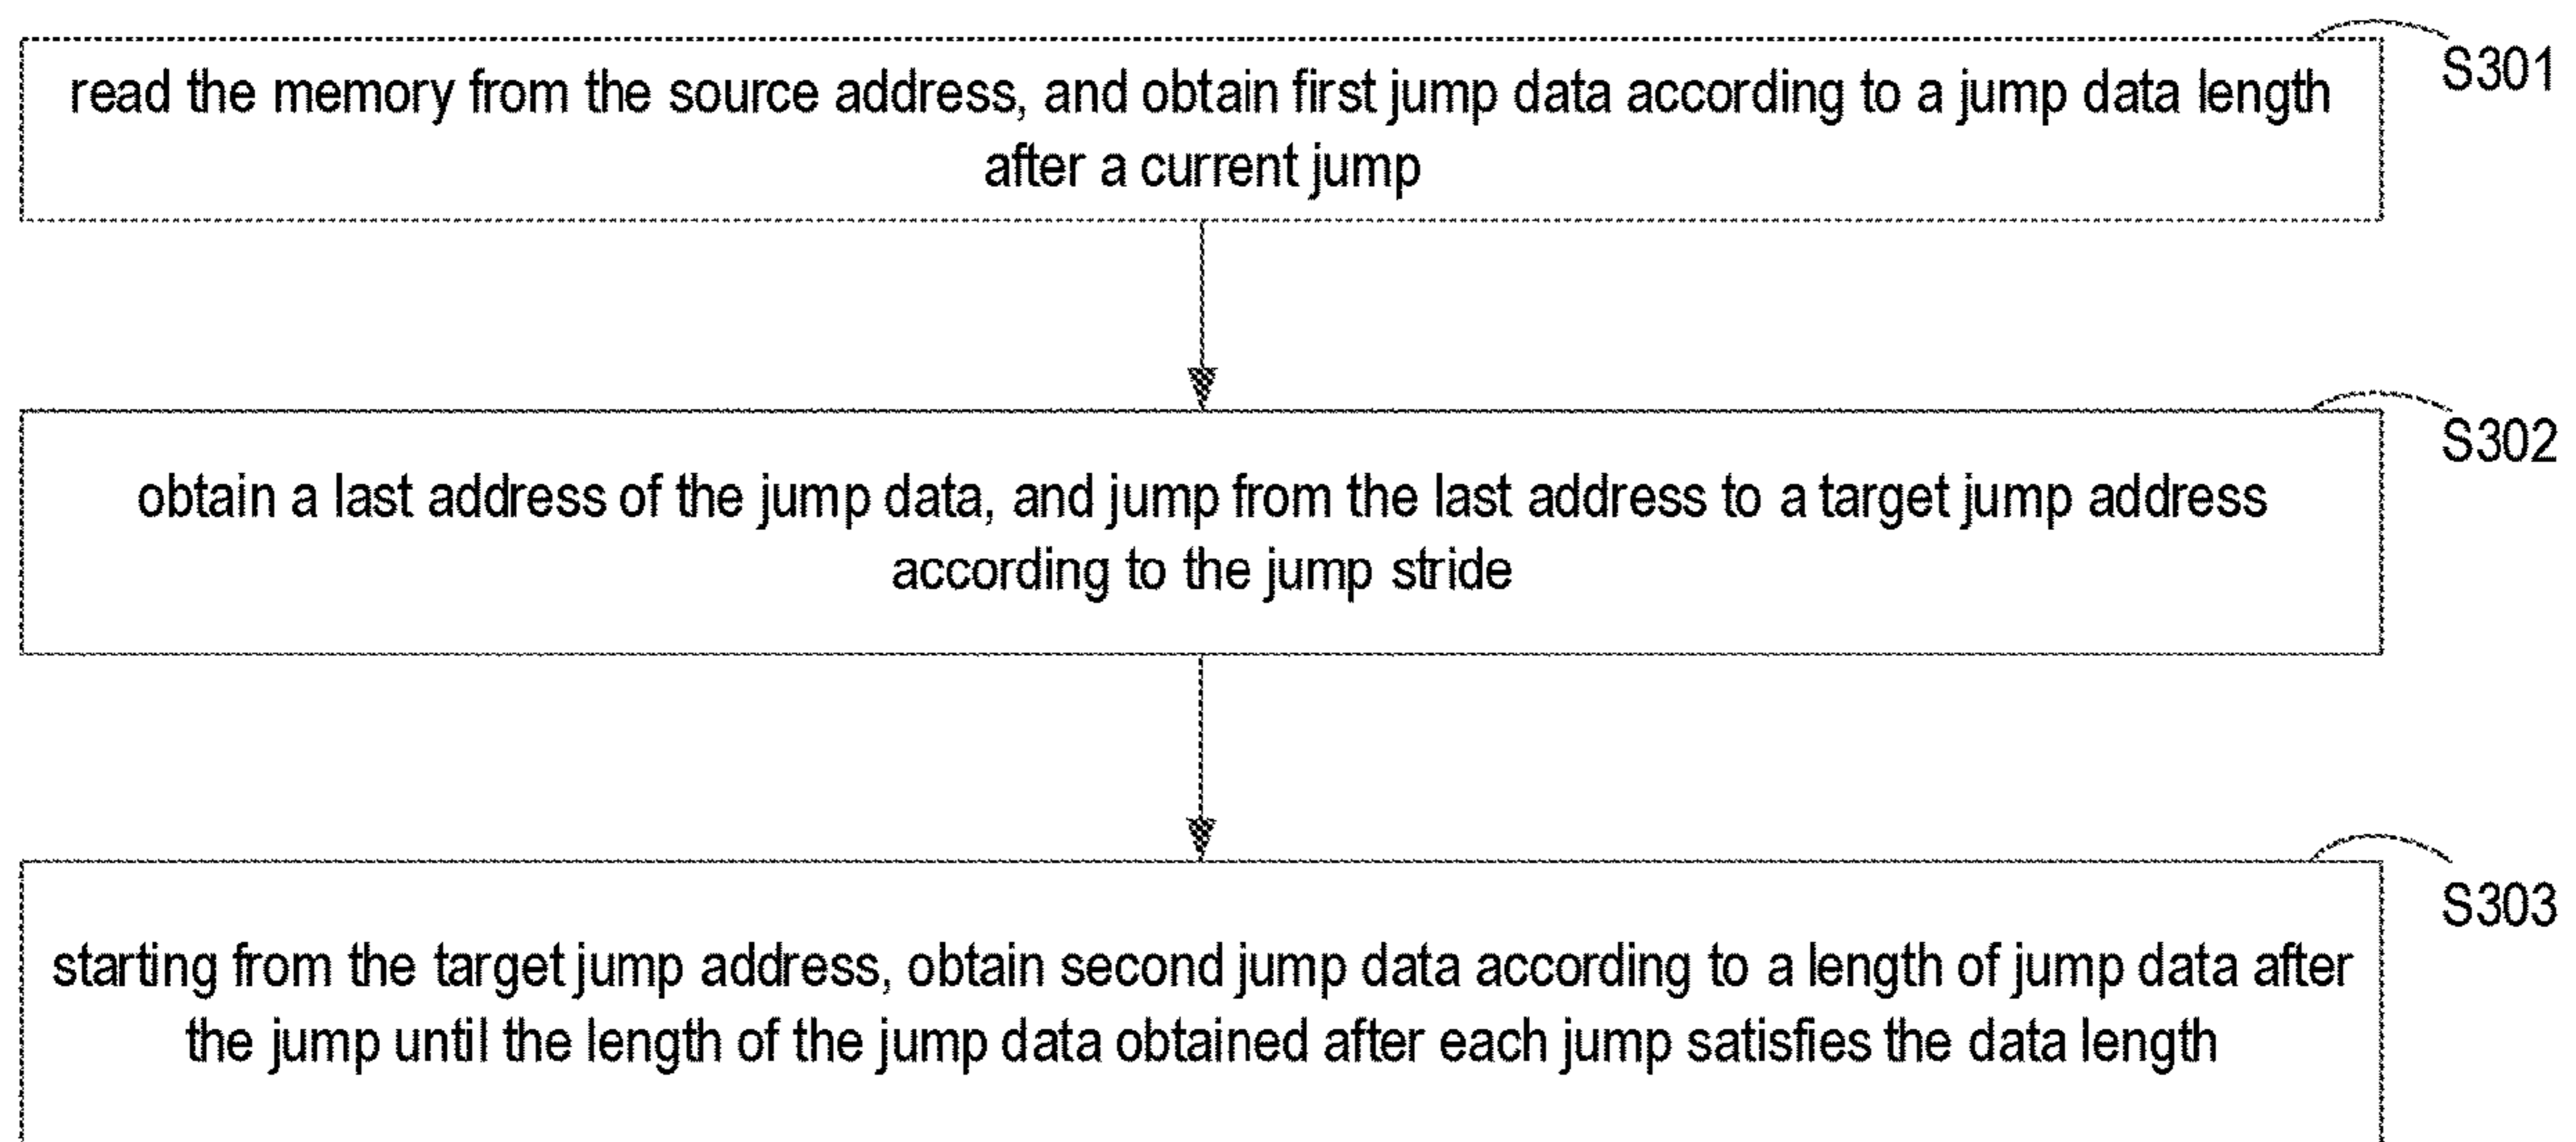 S301
read the memory from the source address, and obtain first jump data according to a jump data length
after a current jump
S302
obtain a last address of the jump data, and jump from the last address to a target jump address
according to the jump stride
S303
starting from the target jump address, obtain second jump data according to a length of jump data after
the jump until the length of the jump data obtained after each jump satisfies the data length